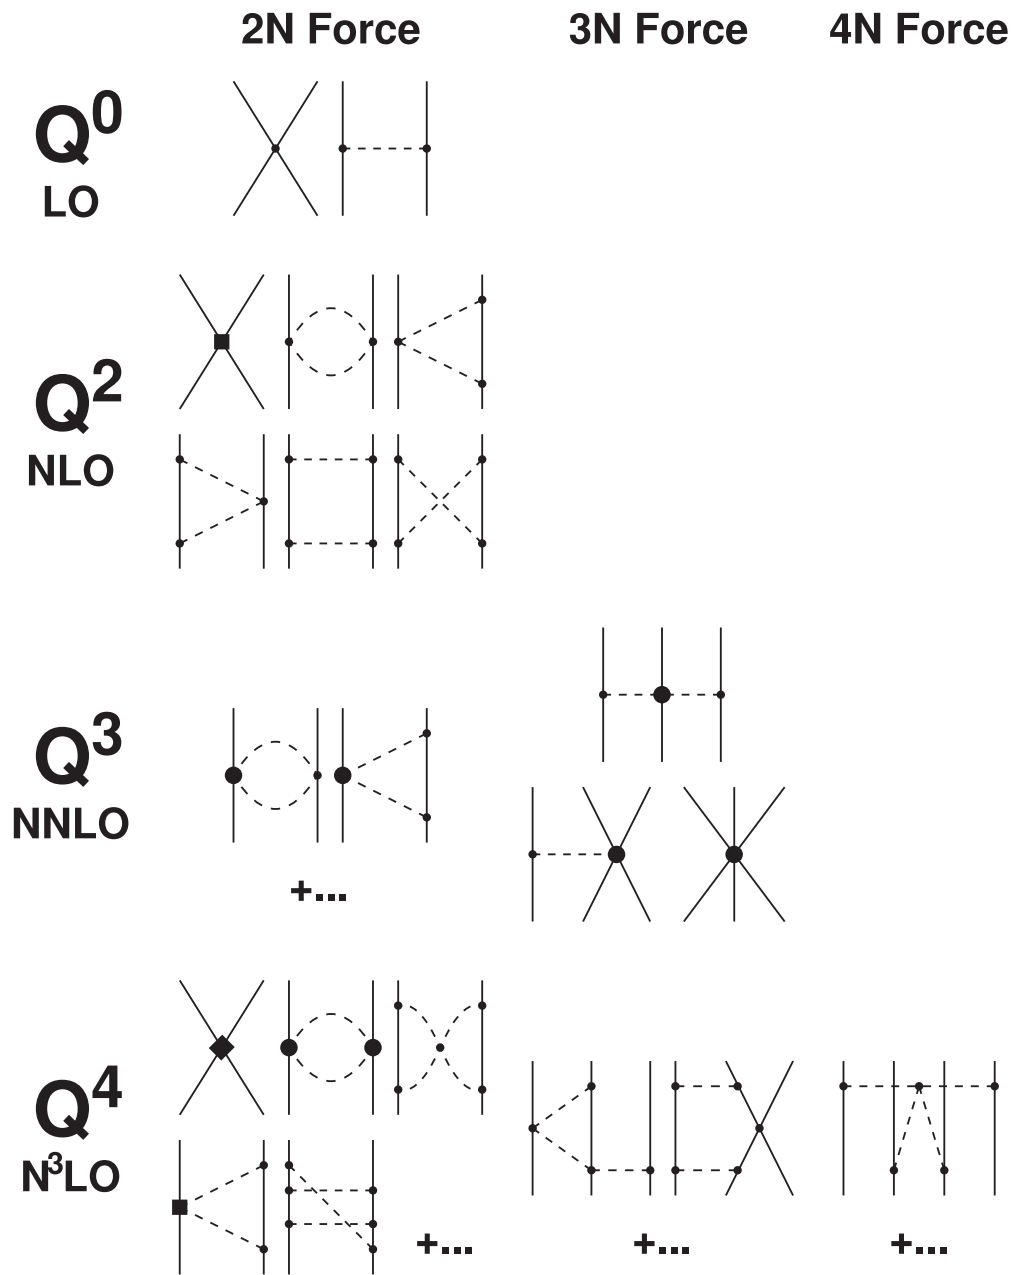 2N Force 3N Force 4N Force
Q⁰
LO
Q²
NLO
Q³
NNLO
+...
Q⁴
N³LO
+... +... +...